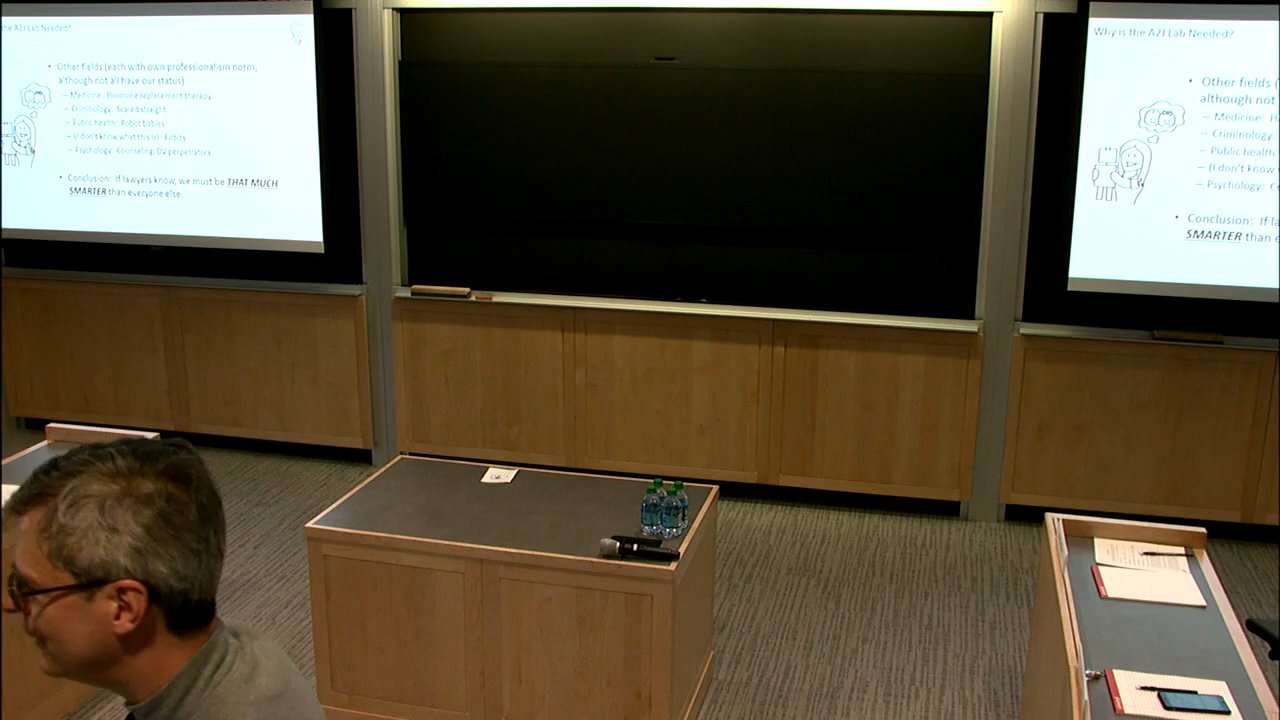 the A2J Lab Needed?
• Other fields (each with own professionalism norm,
although not all have our status)
– Medicine: Hormone replacement therapy
– Criminology: Scared straight
– Public health: Robot babies
– (I don't know what this is): Fitbits
– Psychology: Counseling, DV perpetrators
• Conclusion: If lawyers know, we must be THAT MUCH
SMARTER than everyone else.
Why is the A2J Lab Needed?
• Other fields (
although not
– Medicine: H
– Criminology
– Public health:
– (I don't know
– Psychology: C
• Conclusion: If la
SMARTER than e